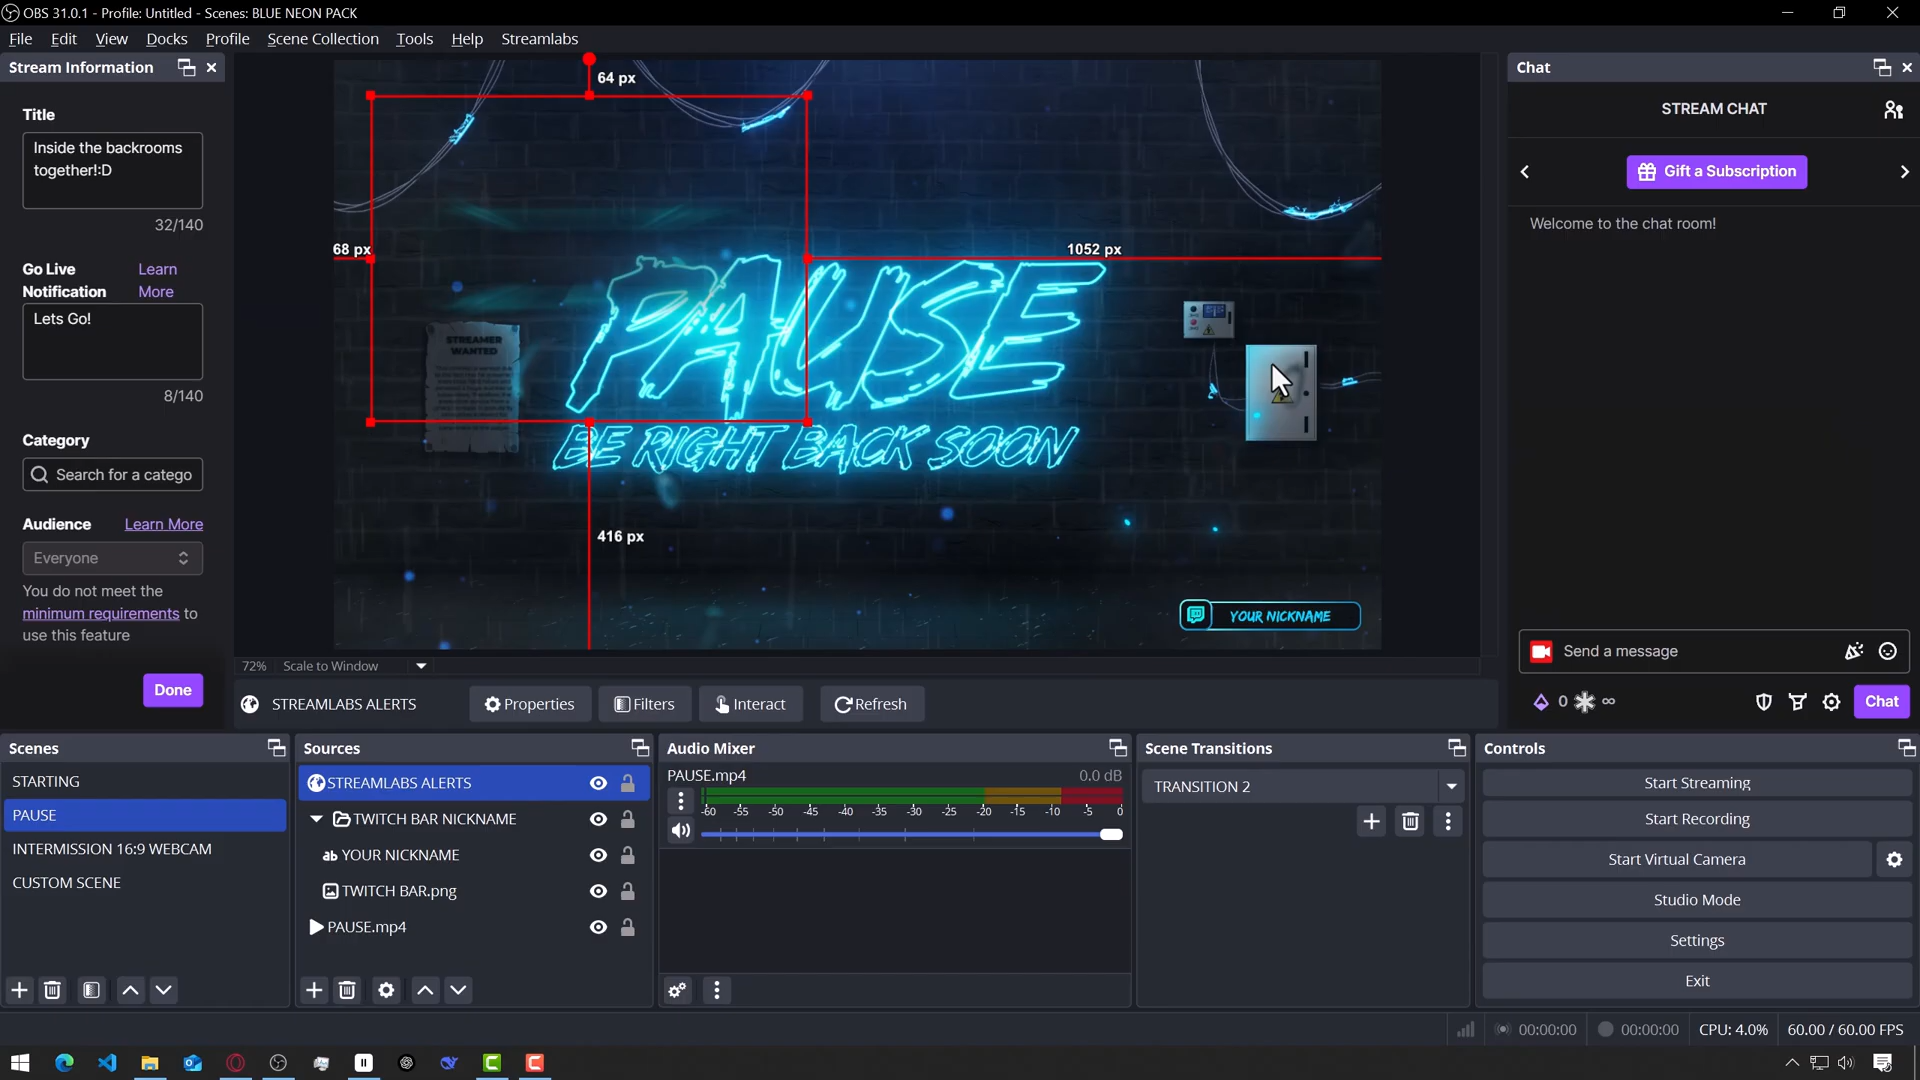 OBS 31.0.1 - Profile: Untitled - Scenes: BLUE NEON PACK
File Edit View Docks Profile Scene Collection Tools Help Streamlabs
Stream Information
Title
Inside the backrooms
together!:D
32/140
Go Live
Notification
Learn
More
Lets Go!
8/140
Category
Search for a catego
Audience
Learn More
Everyone
You do not meet the
minimum requirements to
use this feature
Done
64 px
68 px
1052 px
416 px
STREAMER
WANTED
PAUSE
BE RIGHT BACK SOON
YOUR NICKNAME
72% Scale to Window
STREAMLABS ALERTS
Properties
Filters
Interact
Refresh
Chat
STREAM CHAT
Gift a Subscription
Welcome to the chat room!
Send a message
0 ∞
Chat
Scenes
STARTING
PAUSE
INTERMISSION 16:9 WEBCAM
CUSTOM SCENE
Sources
STREAMLABS ALERTS
TWITCH BAR NICKNAME
ab YOUR NICKNAME
TWITCH BAR.png
PAUSE.mp4
Audio Mixer
PAUSE.mp4 0.0 dB
-60 -55 -50 -45 -40 -35 -30 -25 -20 -15 -10 -5 0
Scene Transitions
TRANSITION 2
Controls
Start Streaming
Start Recording
Start Virtual Camera
Studio Mode
Settings
Exit
00:00:00 00:00:00 CPU: 4.0% 60.00 / 60.00 FPS